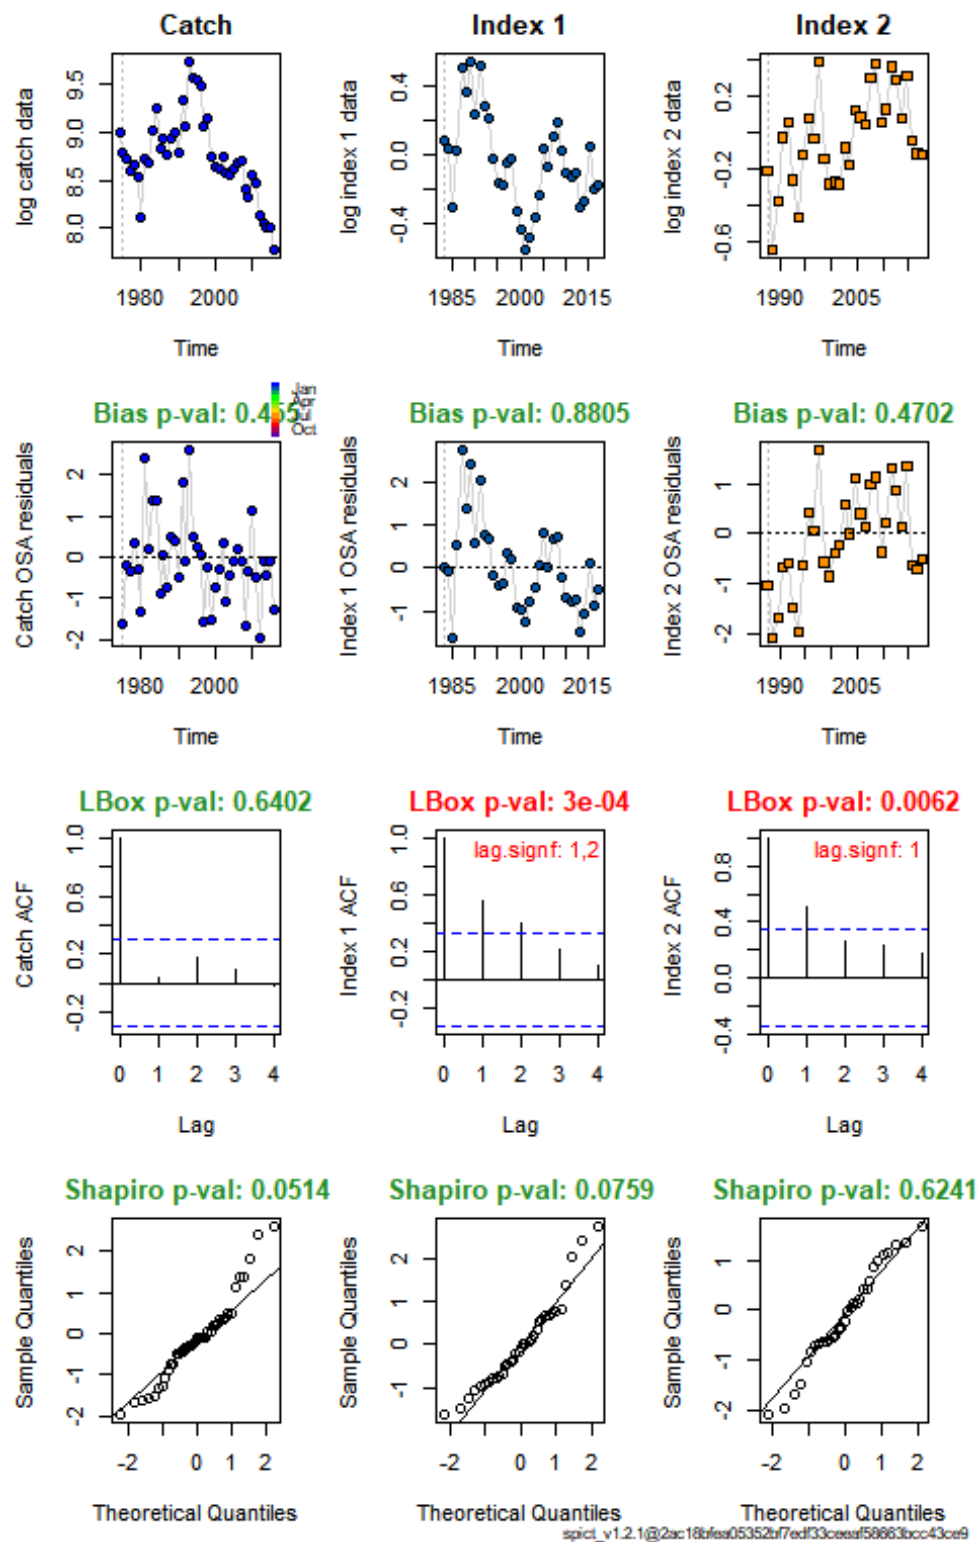 Catch Index 1 Index 2
log catch data
9.5
9.0
8.5
8.0
1980 2000
Time
log index 1 data
0.4
0.0
-0.4
1985 2000 2015
Time
log index 2 data
0.2
-0.2
-0.6
1990 2005
Time
Jan
Oct
Bias p-val: 0.455 Bias p-val: 0.8805 Bias p-val: 0.4702
Catch OSA residuals
2
1
0
-1
-2
1980 2000
Time
Index 1 OSA residuals
2
1
0
-1
1985 2000 2015
Time
Index 2 OSA residuals
1
0
-1
-2
1990 2005
Time
LBox p-val: 0.6402 LBox p-val: 3e-04 LBox p-val: 0.0062
Catch ACF
1.0
0.6
0.2
-0.2
0 1 2 3 4
Lag
Index 1 ACF
lag.signf: 1,2
1.0
0.6
0.2
-0.2
0 1 2 3 4
Lag
Index 2 ACF
lag.signf: 1
0.8
0.4
0.0
-0.4
0 1 2 3 4
Lag
Shapiro p-val: 0.0514 Shapiro p-val: 0.0759 Shapiro p-val: 0.6241
Sample Quantiles
2
1
0
-1
-2
-2 0 1 2
Theoretical Quantiles
Sample Quantiles
2
1
0
-1
-2 0 1 2
Theoretical Quantiles
Sample Quantiles
1
0
-1
-2
-2 0 1 2
Theoretical Quantiles